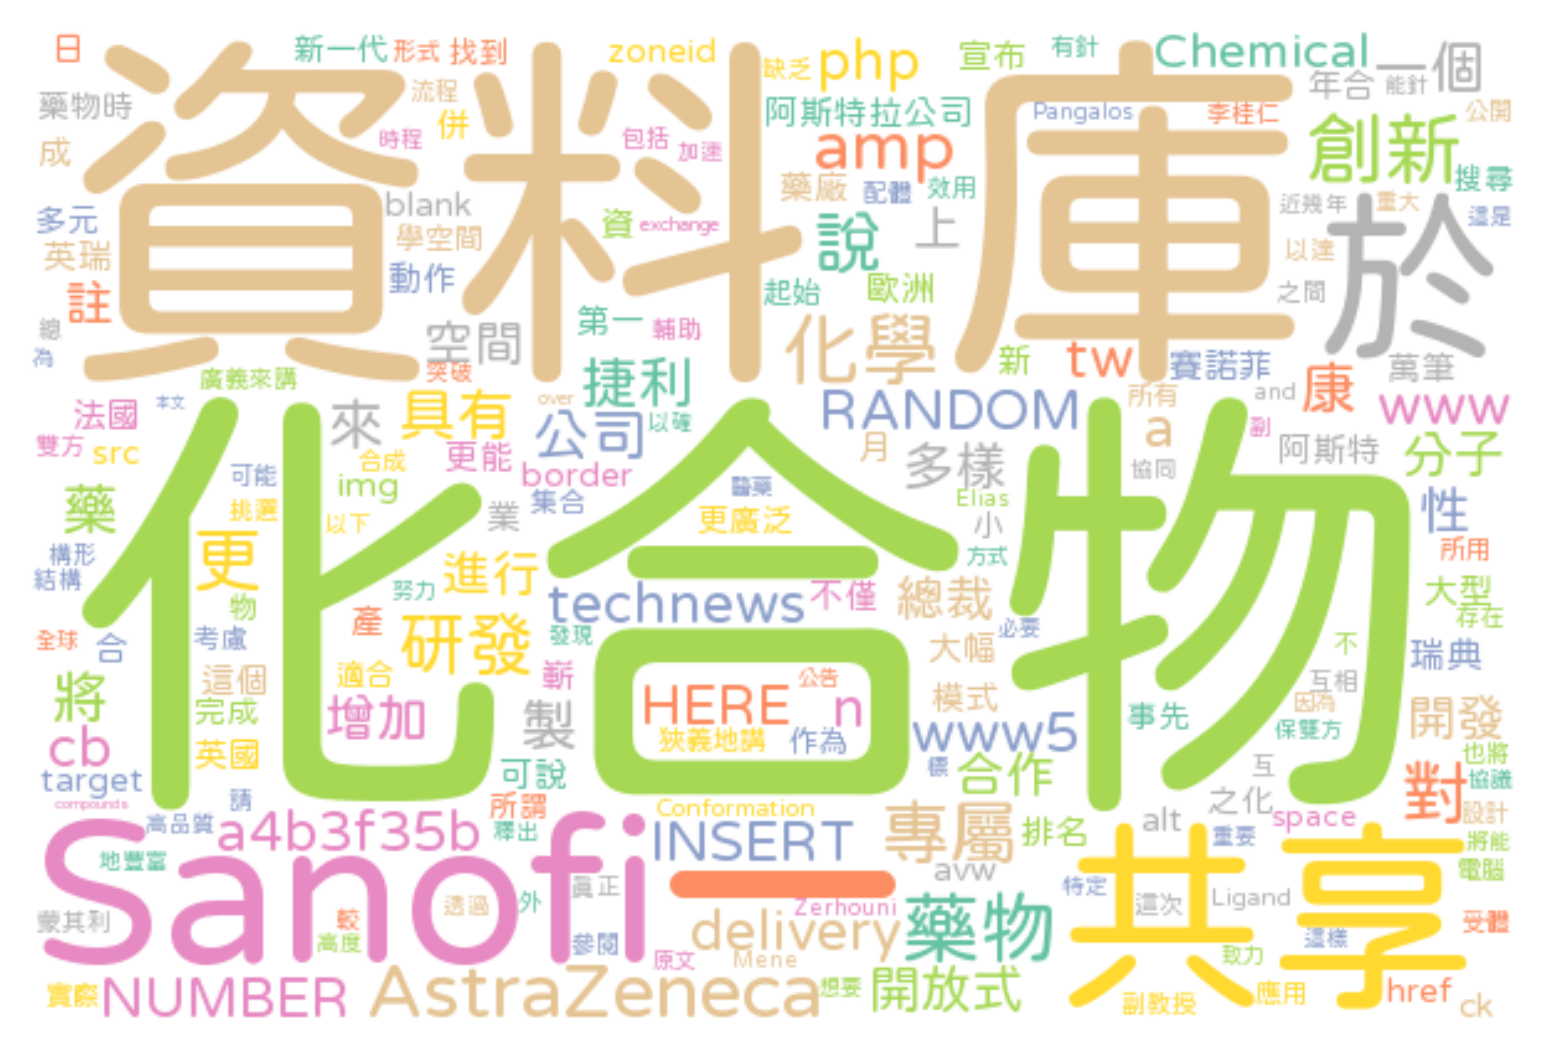 日
新一代
形式
找到
zoneid
缺乏
php
宣布
有針
Chemical
一個
年合
能針
藥物時
流程
資料庫
阿斯特拉公司
Pangalos
李桂仁
公開
成
時程
併
包括
加速
amp
創新
多元
blank
藥廠
配體
效用
搜尋
英瑞
學空間
資
exchange
說
上
近幾年
重大
這是
註
動作
起始
歐洲
以達
之間
於
總
為
空間
第一
輔助
化學
新
tw
賽諾菲
萬筆
廣義來講
突破
捷利
所有
and
康
www
法國
本文
來
具有
over
公司
以確
RANDOM
月
a
副
阿斯特
分子
雙方
src
可能
合成
更能
border
多樣
協同
藥
挑選
img
以下
業
集合
醫藥
更廣泛
Elias
小
性
化合物
構形
結構
更
進行
方式
所用
物
努力
technews
不僅
總裁
必要
大型
存在
全球
合
考慮
產
研發
發現
大幅
不
瑞典
將
這個
適合
嶄
HERE
公告
n
模式
互相
因為
開發
完成
增加
製
狹義地講
作為
www5
事先
保雙方
cb
英國
可說
標
合作
互
也將
target
compounds
請
所謂
Conformation
之化
對
協議
設計
高品質
a4b3f35b
釋出
INSERT
專屬
排名
alt
重要
space
將能
地豐富
Sanofi
一
avw
特定
共享
電腦
蒙其利
較
高度
透過
外
真正
Zerhouni
delivery
藥物
這次
Ligand
受體
參閱
原文
Mene
這樣
致力
實際
NUMBER
AstraZeneca
想要
開放式
副教授
應用
href
ck